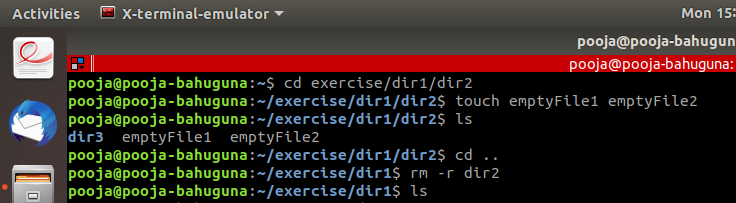 Activities X-terminal-emulator Mon 15:
pooja@pooja-bahugun
pooja@pooja-bahuguna:
pooja@pooja-bahuguna:~$ cd exercise/dir1/dir2
pooja@pooja-bahuguna:~/exercise/dir1/dir2$ touch emptyFile1 emptyFile2
pooja@pooja-bahuguna:~/exercise/dir1/dir2$ ls
dir3  emptyFile1  emptyFile2
pooja@pooja-bahuguna:~/exercise/dir1/dir2$ cd ..
pooja@pooja-bahuguna:~/exercise/dir1$ rm -r dir2
pooja@pooja-bahuguna:~/exercise/dir1$ ls